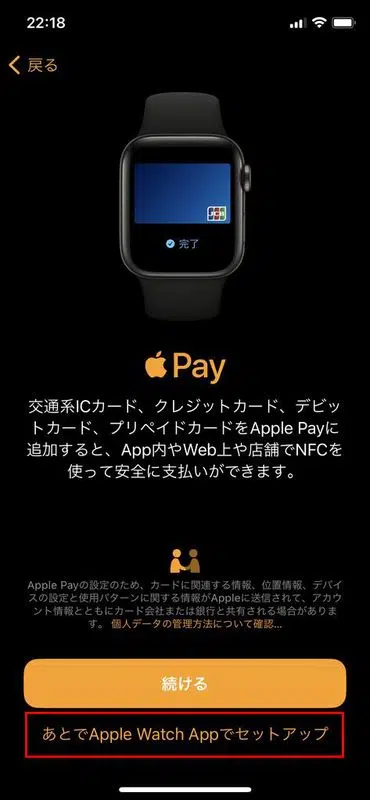 22:18
戻る
JCB
完了
Pay
交通系ICカード、クレジットカード、デビッ
トカード、プリペイドカードをApple Payに
追加すると、App内やWeb上や店舗でNFCを
使って安全に支払いができます。
Apple Payの設定のため、カードに関連する情報、位置情報、デバイ
スの設定と使用パターンに関する情報がAppleに送信されて、アカウ
ント情報とともにカード会社または銀行と共有される場合がありま
す。 個人データの管理方法について確認...
続ける
あとでApple Watch Appでセットアップ